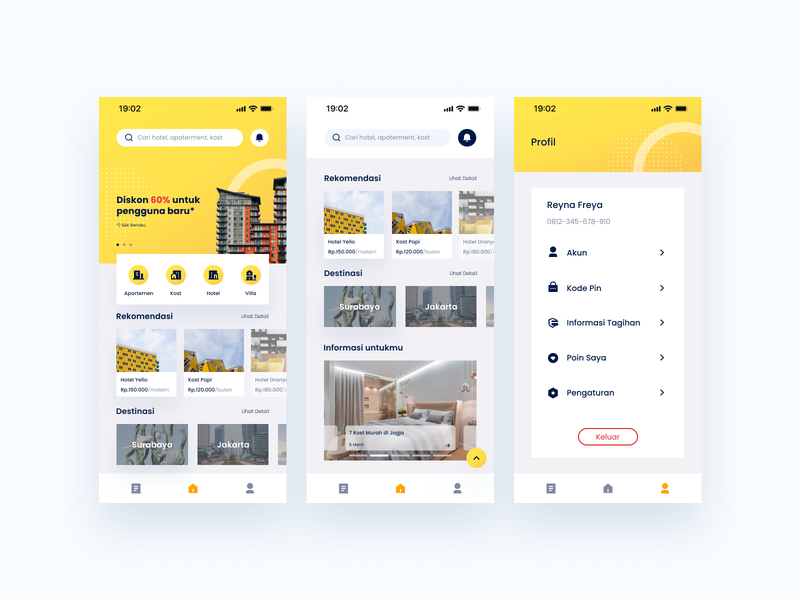 19:02
Cari hotel, apaterment, kost
Diskon 60% untuk
pengguna baru*
*) S&K Berlaku
Apartemen
Kost
Hotel
Villa
Rekomendasi
Lihat Detail
Hotel Yello
Rp.150.000/malam
Kost Papi
Rp.120.000/bulan
Hotel Orany
Rp.180.000/
Destinasi
Lihat Detail
Surabaya
Jakarta
19:02
Cari hotel, apaterment, kost
Rekomendasi
Lihat Detail
Hotel Yello
Rp.150.000/malam
Kost Papi
Rp.120.000/bulan
Hotel Orany
Rp.180.000/
Destinasi
Lihat Detail
Surabaya
Jakarta
Informasi untukmu
7 Kost Murah di Jogja
8 Menit
19:02
Profil
Reyna Freya
0812-345-678-910
Akun
Kode Pin
Informasi Tagihan
Poin Saya
Pengaturan
Keluar